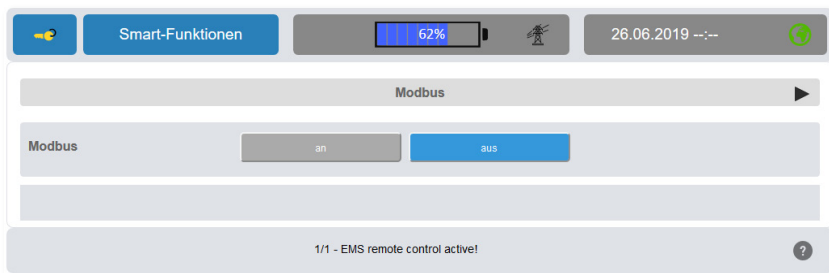 Smart-Funktionen 62% 26.06.2019 --:--
Modbus
Modbus an aus
1/1 - EMS remote control active!
?